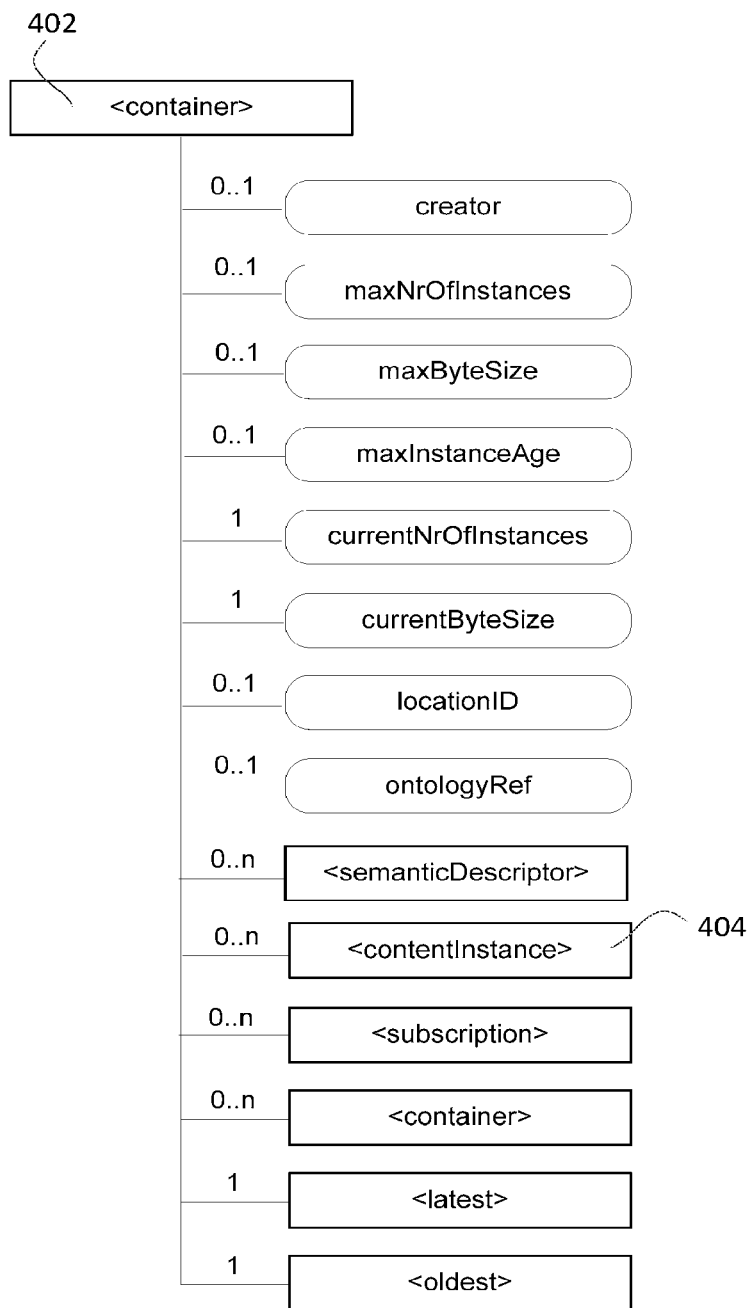 402
<container>
0..1
creator
0..1
maxNrOfInstances
0..1
maxByteSize
0..1
maxInstanceAge
1
currentNrOfInstances
1
currentByteSize
0..1
locationID
0..1
ontologyRef
0..n
<semanticDescriptor>
0..n
<contentInstance>
404
0..n
<subscription>
0..n
<container>
1
<latest>
1
<oldest>